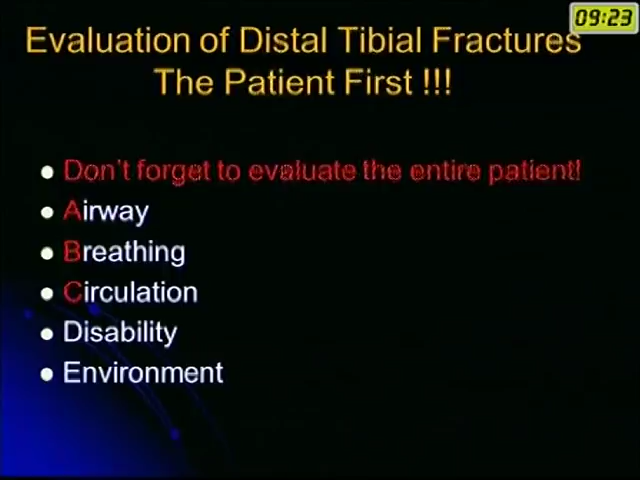 09:23
Evaluation of Distal Tibial Fractures
The Patient First !!!
Don't forget to evaluate the entire patient!
Airway
Breathing
Circulation
Disability
Environment